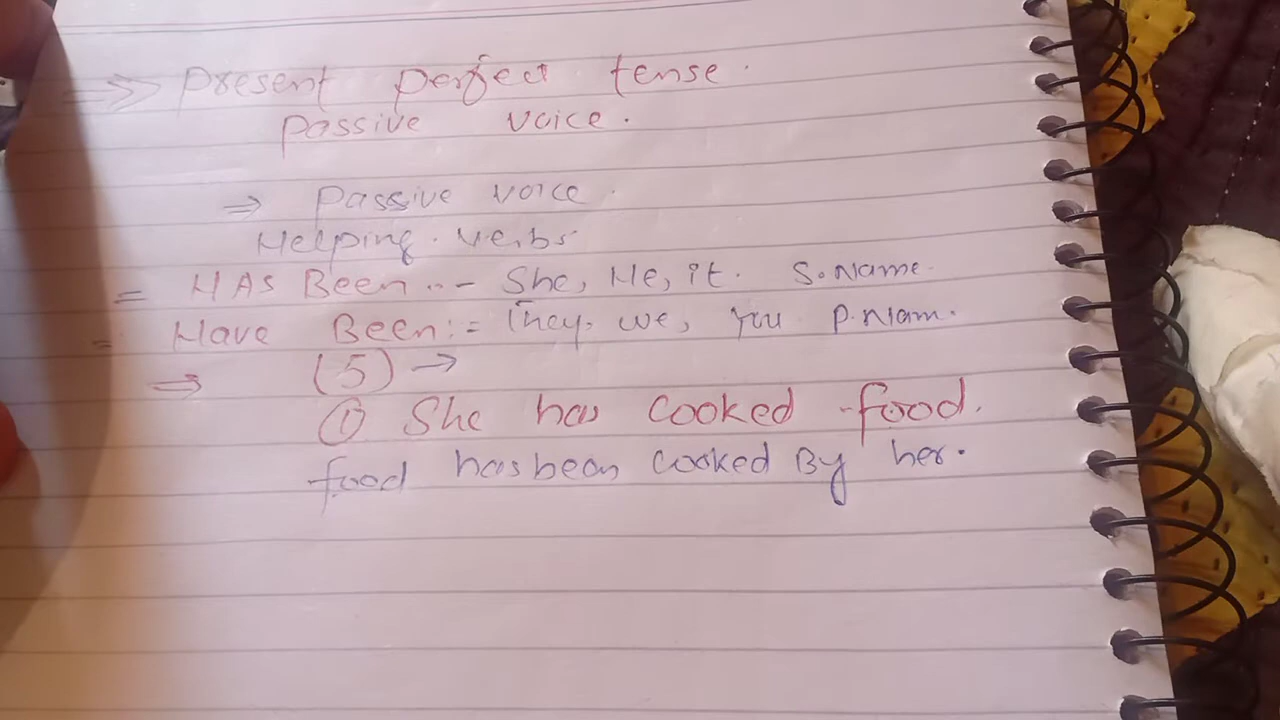 =>> Present perfect tense.
Passive voice.
⇒ Passive voice.
Helping. verbs
= HAS Been..- She, He, it. S.Name.
= Have Been:= They, we, you P.Nam.
⇒ (5) →
① She has cooked food.
food has been cooked By her.